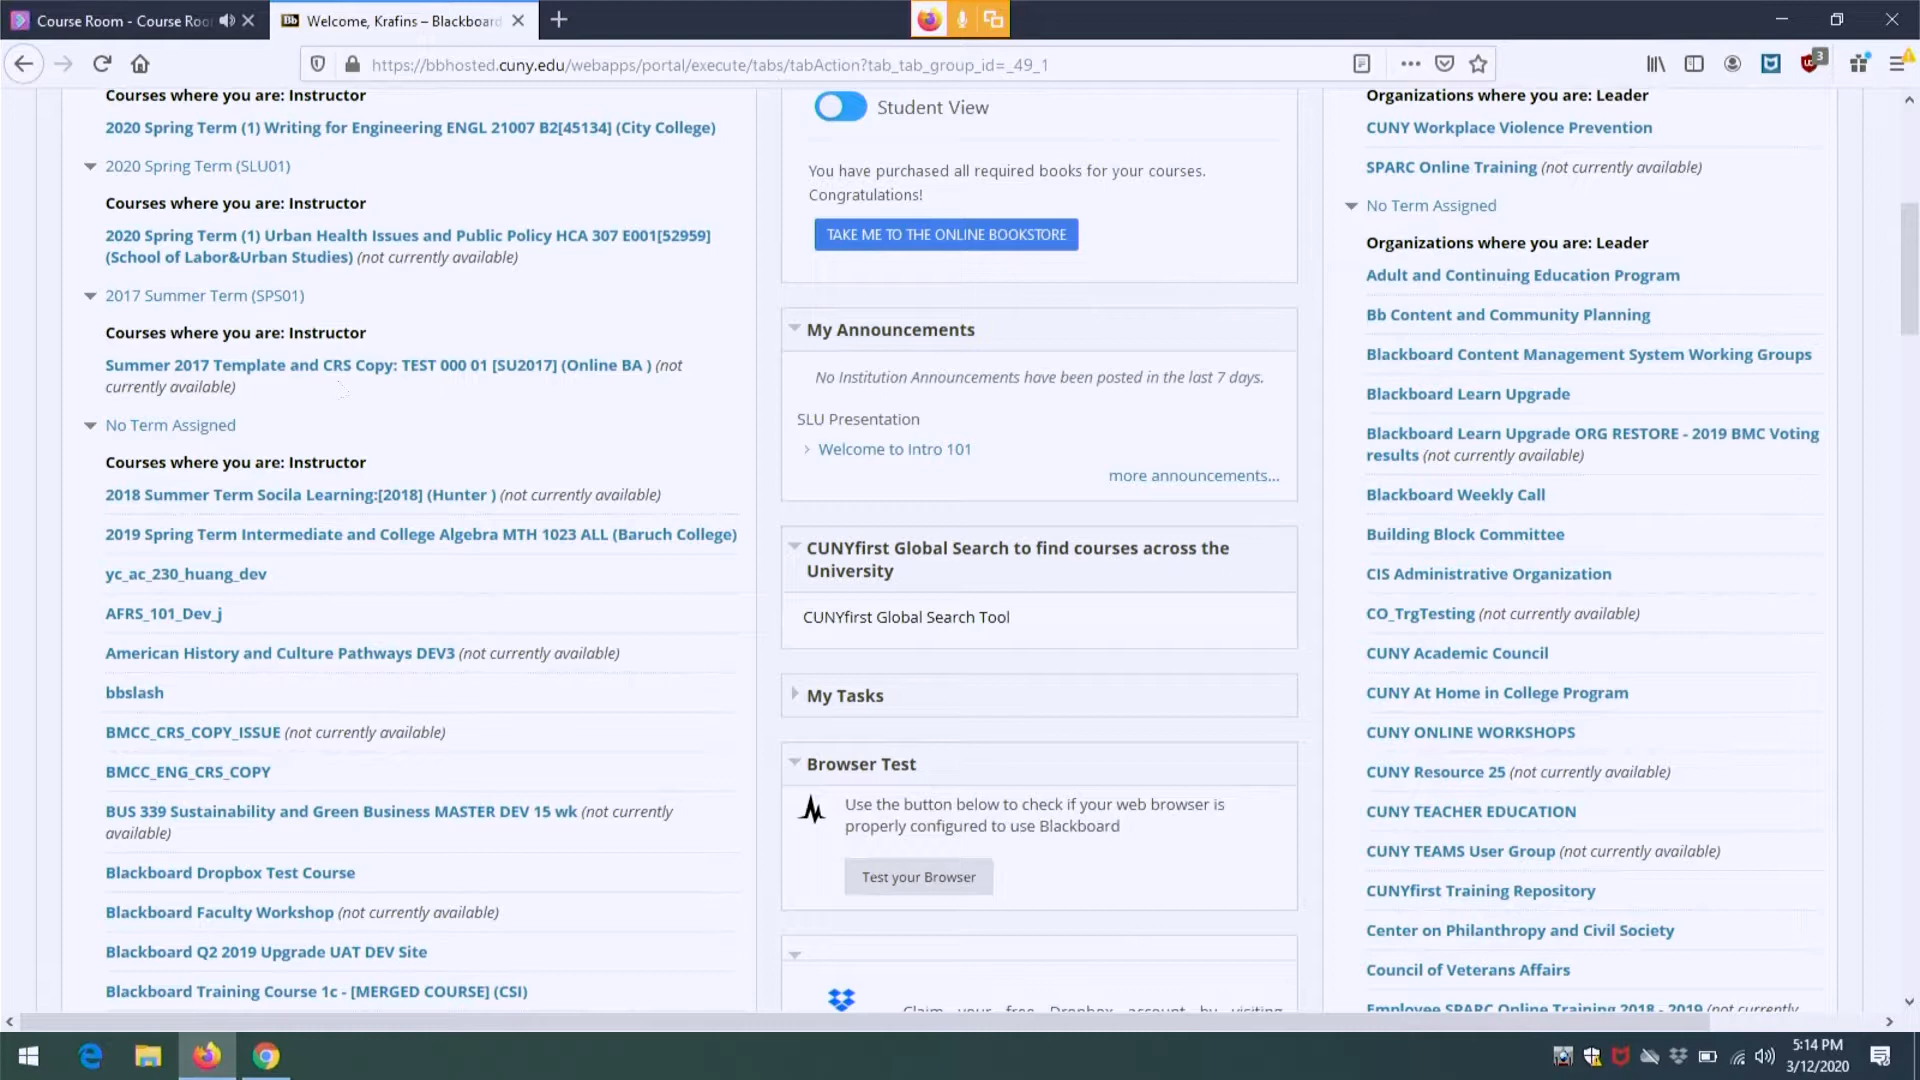 Course Room - Course Roo
Welcome, Krafins – Blackboard
https://bbhosted.cuny.edu/webapps/portal/execute/tabs/tabAction?tab_tab_group_id=_49_1
3
Courses where you are: Instructor
2020 Spring Term (1) Writing for Engineering ENGL 21007 B2[45134] (City College)
2020 Spring Term (SLU01)
Courses where you are: Instructor
2020 Spring Term (1) Urban Health Issues and Public Policy HCA 307 E001[52959]
(School of Labor&Urban Studies) (not currently available)
2017 Summer Term (SPS01)
Courses where you are: Instructor
Summer 2017 Template and CRS Copy: TEST 000 01 [SU2017] (Online BA ) (not
currently available)
No Term Assigned
Courses where you are: Instructor
2018 Summer Term Socila Learning:[2018] (Hunter ) (not currently available)
2019 Spring Term Intermediate and College Algebra MTH 1023 ALL (Baruch College)
yc_ac_230_huang_dev
AFRS_101_Dev_j
American History and Culture Pathways DEV3 (not currently available)
bbslash
BMCC_CRS_COPY_ISSUE (not currently available)
BMCC_ENG_CRS_COPY
BUS 339 Sustainability and Green Business MASTER DEV 15 wk (not currently
available)
Blackboard Dropbox Test Course
Blackboard Faculty Workshop (not currently available)
Blackboard Q2 2019 Upgrade UAT DEV Site
Blackboard Training Course 1c - [MERGED COURSE] (CSI)
Student View
You have purchased all required books for your courses.
Congratulations!
TAKE ME TO THE ONLINE BOOKSTORE
My Announcements
No Institution Announcements have been posted in the last 7 days.
SLU Presentation
Welcome to Intro 101
more announcements...
CUNYfirst Global Search to find courses across the
University
CUNYfirst Global Search Tool
My Tasks
Browser Test
Use the button below to check if your web browser is
properly configured to use Blackboard
Test your Browser
Claim your free Dropbox account by visiting
Organizations where you are: Leader
CUNY Workplace Violence Prevention
SPARC Online Training (not currently available)
No Term Assigned
Organizations where you are: Leader
Adult and Continuing Education Program
Bb Content and Community Planning
Blackboard Content Management System Working Groups
Blackboard Learn Upgrade
Blackboard Learn Upgrade ORG RESTORE - 2019 BMC Voting
results (not currently available)
Blackboard Weekly Call
Building Block Committee
CIS Administrative Organization
CO_TrgTesting (not currently available)
CUNY Academic Council
CUNY At Home in College Program
CUNY ONLINE WORKSHOPS
CUNY Resource 25 (not currently available)
CUNY TEACHER EDUCATION
CUNY TEAMS User Group (not currently available)
CUNYfirst Training Repository
Center on Philanthropy and Civil Society
Council of Veterans Affairs
Employee SPARC Online Training 2018 - 2019 (not currently
5:14 PM
3/12/2020